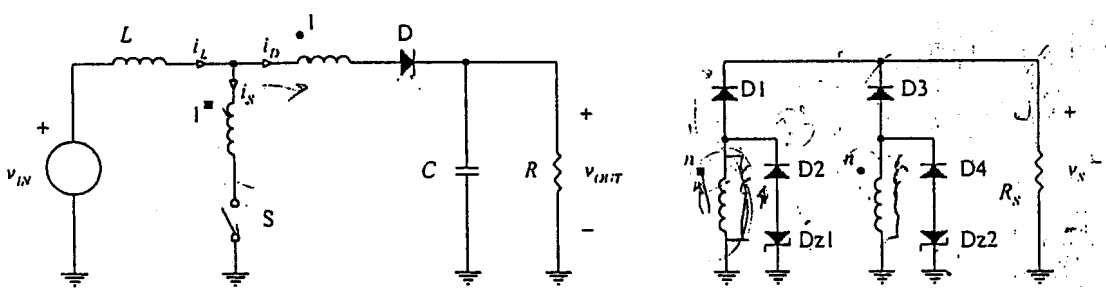 L
i_L
i_D
1
D
i_S
1
+
v_IN
S
C
R
+
v_OUT
−
D1
D3
n
D2
n
D4
Dz1
Dz2
R_S
+
v_S
−